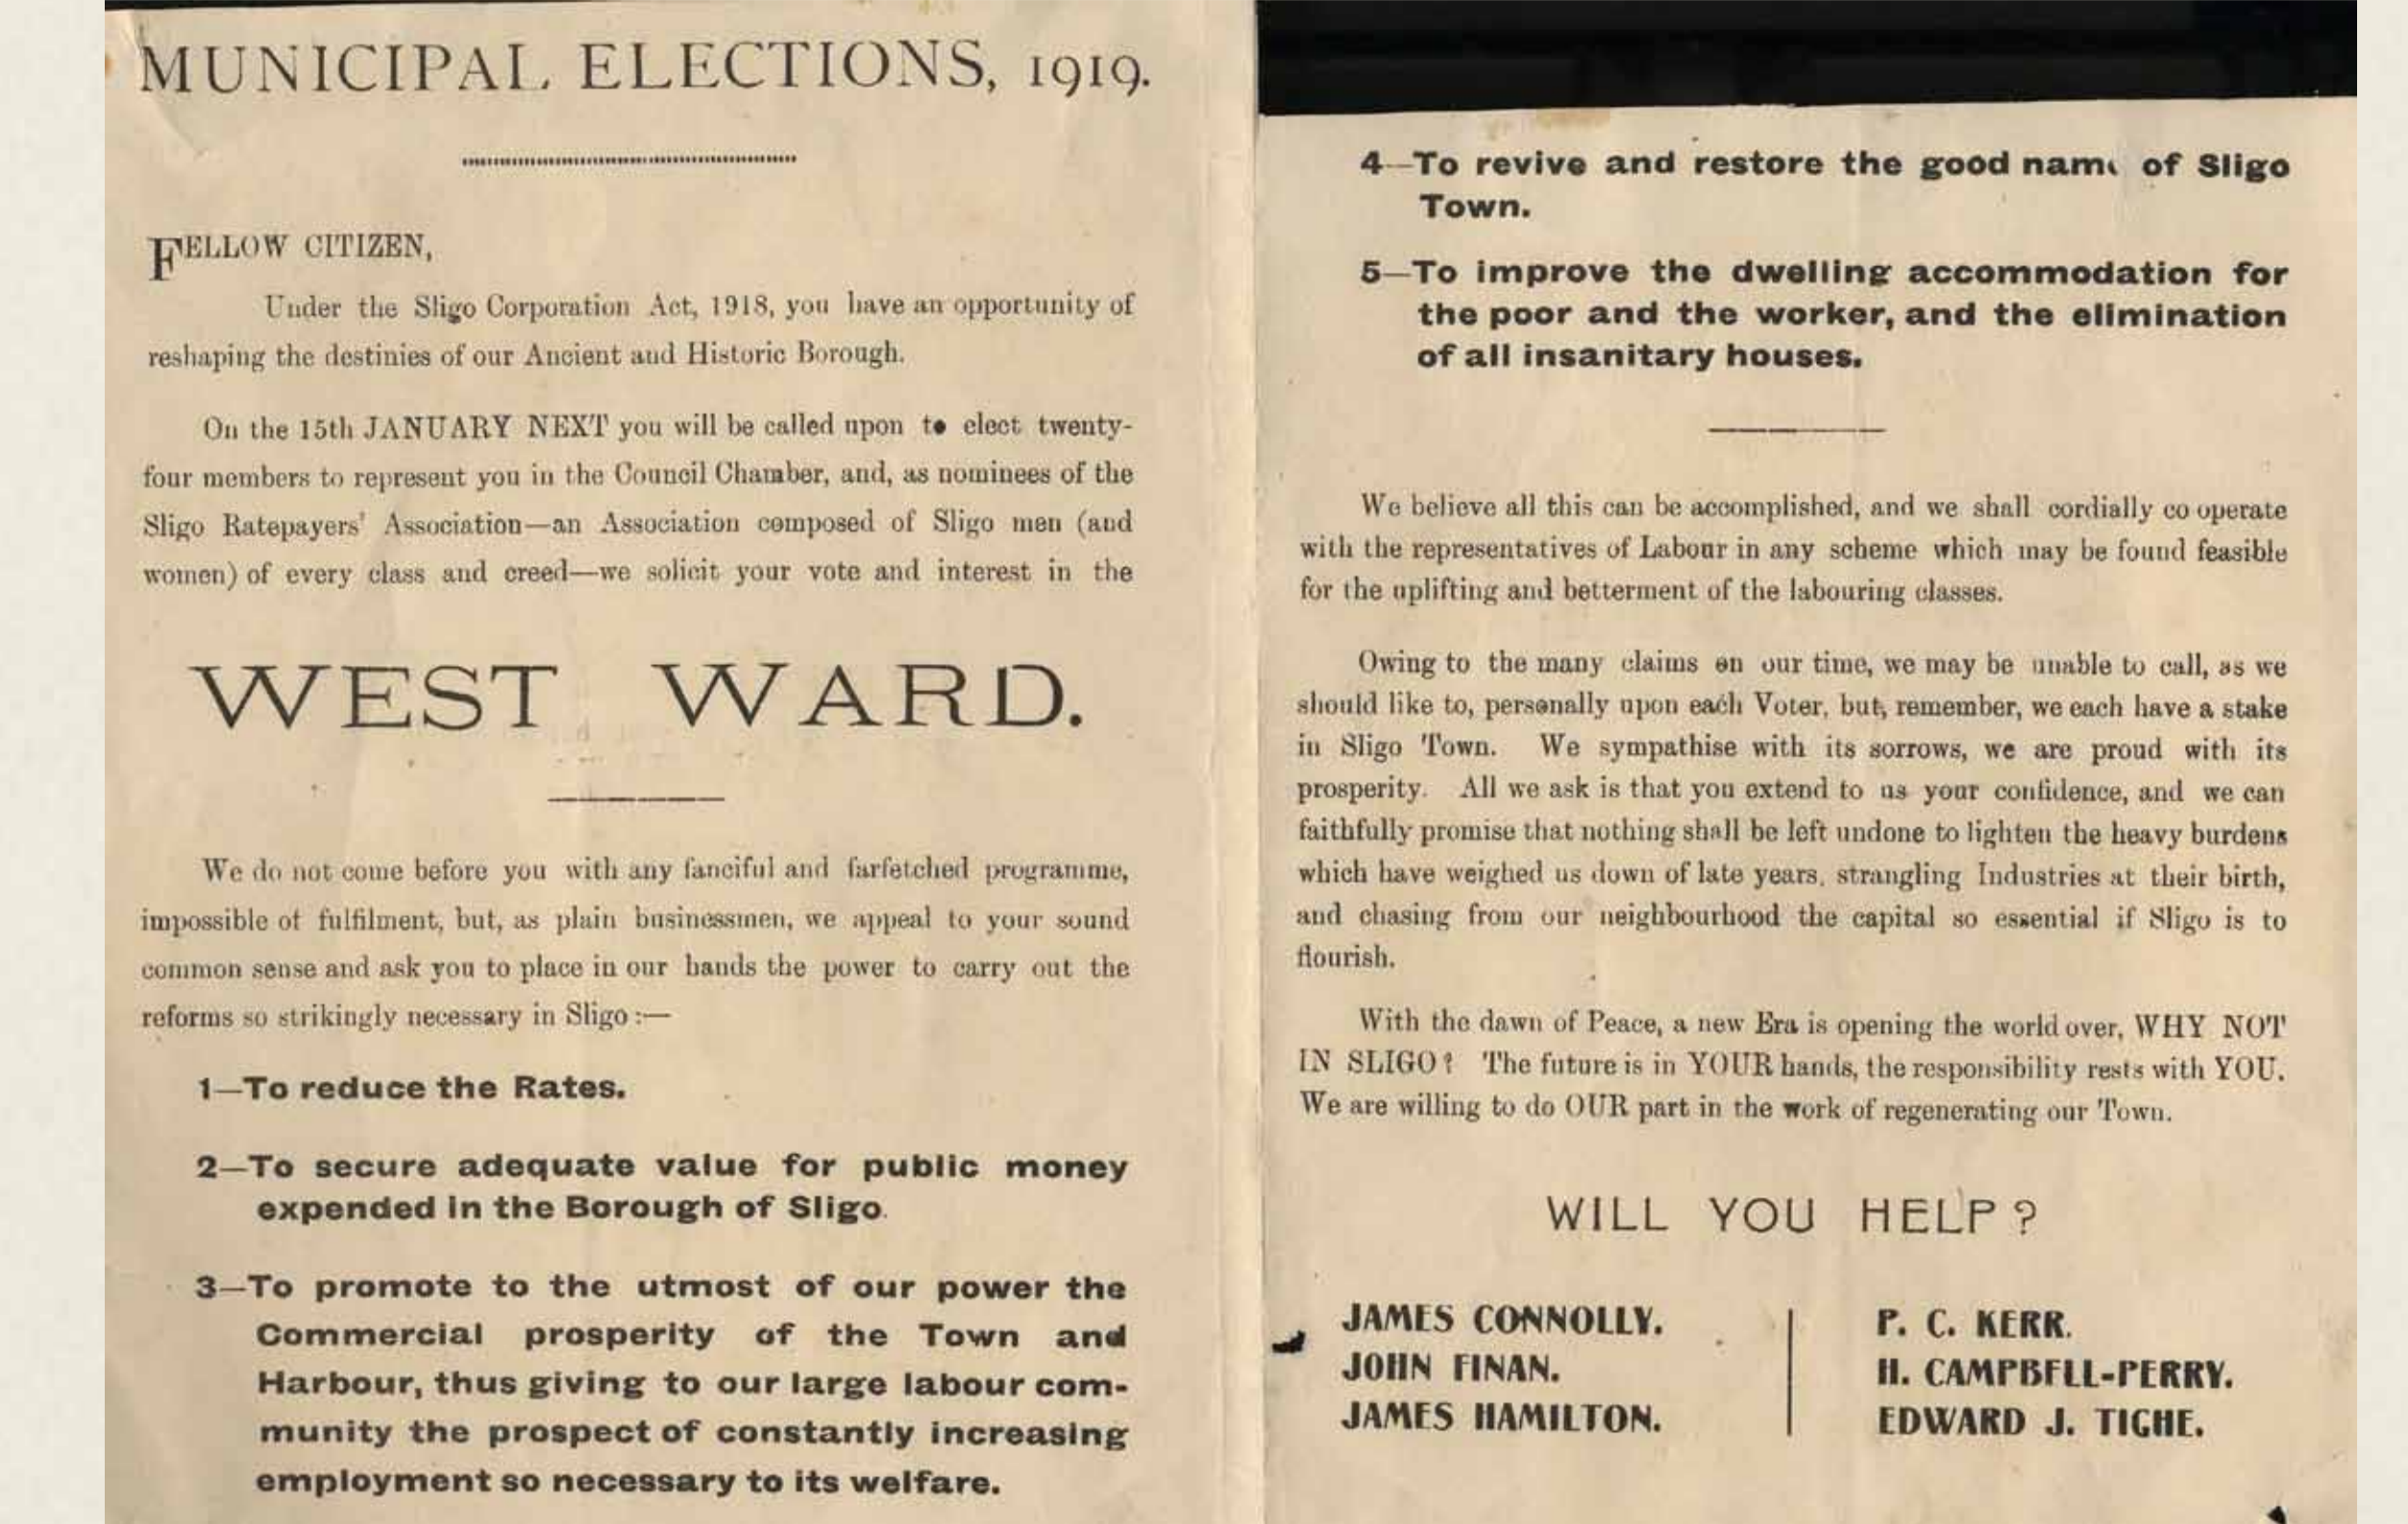 MUNICIPAL ELECTIONS, 1919.
FELLOW CITIZEN,
Under the Sligo Corporation Act, 1918, you have an opportunity of
reshaping the destinies of our Ancient and Historic Borough.
On the 15th JANUARY NEXT you will be called upon to elect twenty-
four members to represent you in the Council Chamber, and, as nominees of the
Sligo Ratepayers' Association—an Association composed of Sligo men (and
women) of every class and creed—we solicit your vote and interest in the
WEST WARD.
We do not come before you with any fanciful and farfetched programme,
impossible of fulfilment, but, as plain businessmen, we appeal to your sound
common sense and ask you to place in our hands the power to carry out the
reforms so strikingly necessary in Sligo :—
1—To reduce the Rates.
2—To secure adequate value for public money
expended in the Borough of Sligo.
3—To promote to the utmost of our power the
Commercial prosperity of the Town and
Harbour, thus giving to our large labour com-
munity the prospect of constantly increasing
employment so necessary to its welfare.
4—To revive and restore the good name of Sligo
Town.
5—To improve the dwelling accommodation for
the poor and the worker, and the elimination
of all insanitary houses.
We believe all this can be accomplished, and we shall cordially co operate
with the representatives of Labour in any scheme which may be found feasible
for the uplifting and betterment of the labouring classes.
Owing to the many claims on our time, we may be unable to call, as we
should like to, personally upon each Voter, but, remember, we each have a stake
in Sligo Town. We sympathise with its sorrows, we are proud with its
prosperity. All we ask is that you extend to us your confidence, and we can
faithfully promise that nothing shall be left undone to lighten the heavy burdens
which have weighed us down of late years, strangling Industries at their birth,
and chasing from our neighbourhood the capital so essential if Sligo is to
flourish.
With the dawn of Peace, a new Era is opening the world over, WHY NOT
IN SLIGO? The future is in YOUR hands, the responsibility rests with YOU.
We are willing to do OUR part in the work of regenerating our Town.
WILL YOU HELP?
JAMES CONNOLLY.
JOHN FINAN.
JAMES HAMILTON.
P. C. KERR.
H. CAMPBELL-PERRY.
EDWARD J. TIGHE.